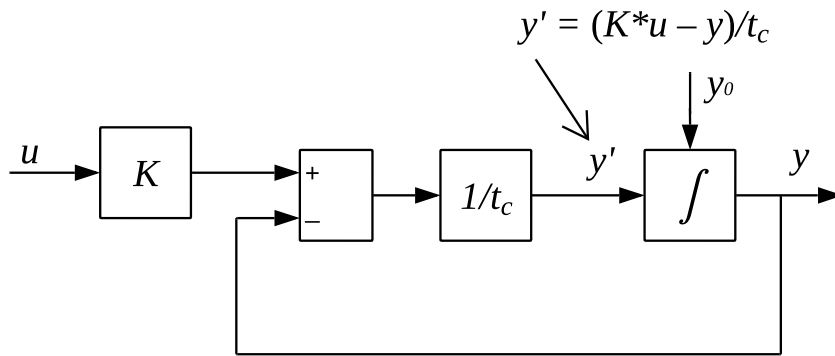 y' = (K*u – y)/tc
y0
u
K
+
–
1/tc
y'
∫
y